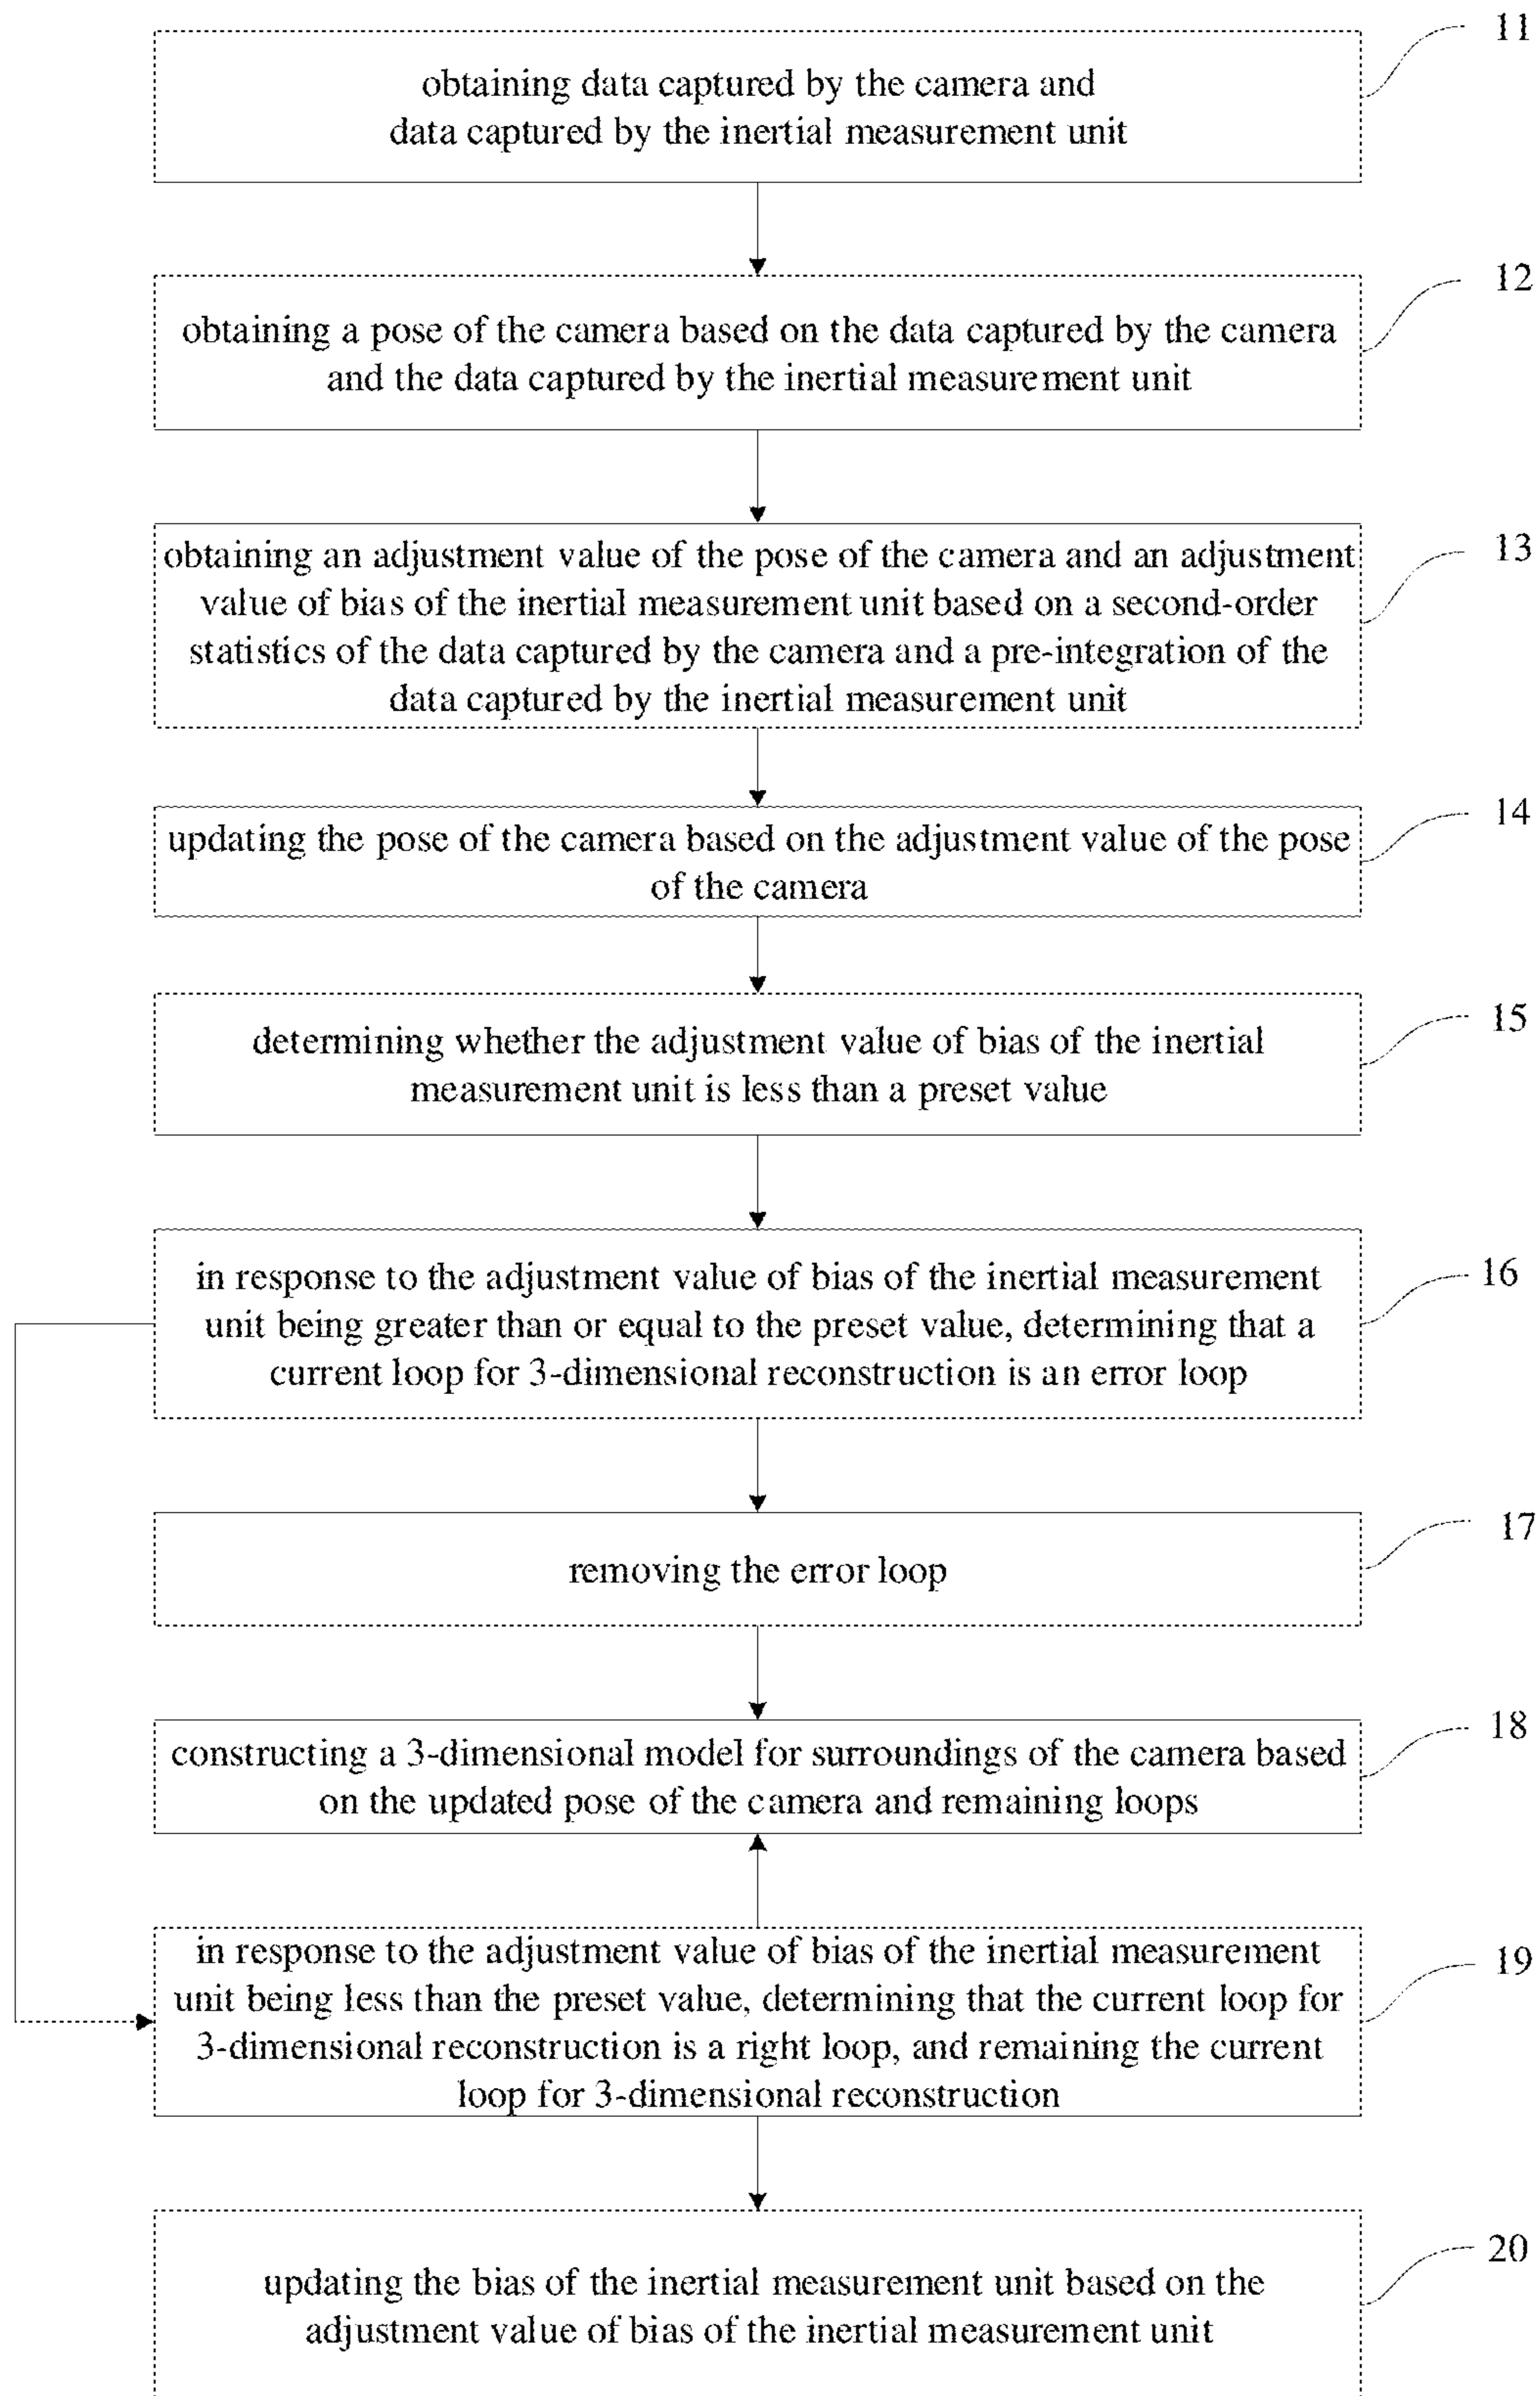 11
obtaining data captured by the camera and
data captured by the inertial measurement unit
12
obtaining a pose of the camera based on the data captured by the camera
and the data captured by the inertial measurement unit
13
obtaining an adjustment value of the pose of the camera and an adjustment
value of bias of the inertial measurement unit based on a second-order
statistics of the data captured by the camera and a pre-integration of the
data captured by the inertial measurement unit
14
updating the pose of the camera based on the adjustment value of the pose
of the camera
15
determining whether the adjustment value of bias of the inertial
measurement unit is less than a preset value
16
in response to the adjustment value of bias of the inertial measurement
unit being greater than or equal to the preset value, determining that a
current loop for 3-dimensional reconstruction is an error loop
17
removing the error loop
18
constructing a 3-dimensional model for surroundings of the camera based
on the updated pose of the camera and remaining loops
19
in response to the adjustment value of bias of the inertial measurement
unit being less than the preset value, determining that the current loop for
3-dimensional reconstruction is a right loop, and remaining the current
loop for 3-dimensional reconstruction
20
updating the bias of the inertial measurement unit based on the
adjustment value of bias of the inertial measurement unit